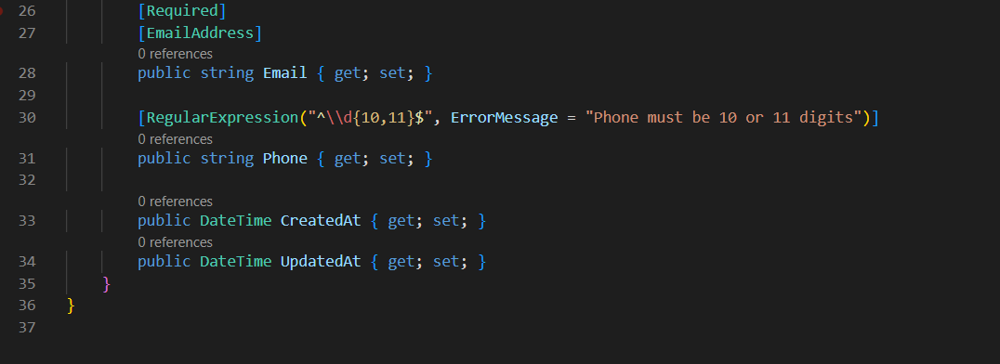 26 [Required]
27 [EmailAddress]
0 references
28 public string Email { get; set; }
29
30 [RegularExpression("^\\d{10,11}$", ErrorMessage = "Phone must be 10 or 11 digits")]
0 references
31 public string Phone { get; set; }
32
0 references
33 public DateTime CreatedAt { get; set; }
0 references
34 public DateTime UpdatedAt { get; set; }
35 }
36 }
37